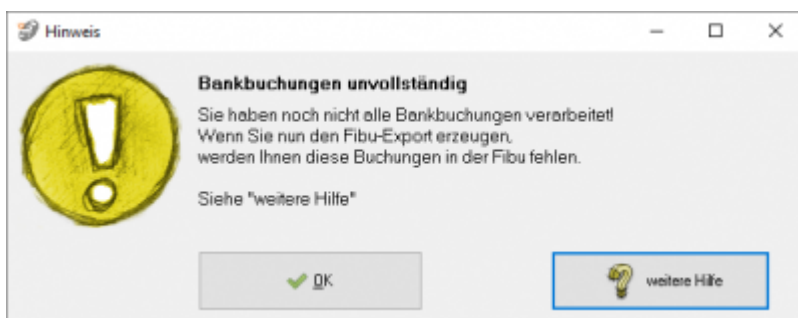 Hinweis
Bankbuchungen unvollständig
Sie haben noch nicht alle Bankbuchungen verarbeitet!
Wenn Sie nun den Fibu-Export erzeugen,
werden Ihnen diese Buchungen in der Fibu fehlen.
Siehe "weitere Hilfe"
OK
weitere Hilfe